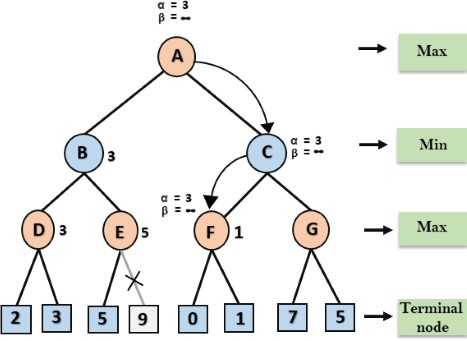 α = 3
β = ∞
A
Max
B 3
C
α = 3
β = ∞
Min
α = 3
β = ∞
D 3
E 5
F 1
G
Max
2 3 5 9 0 1 7 5
Terminal
node